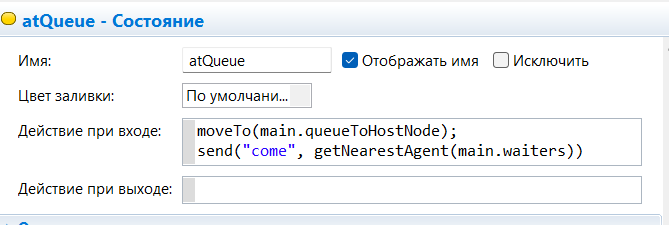 atQueue - Состояние
Имя: atQueue Отображать имя Исключить
Цвет заливки: По умолчани...
Действие при входе: moveTo(main.queueToHostNode);
send("come", getNearestAgent(main.waiters))
Действие при выходе: